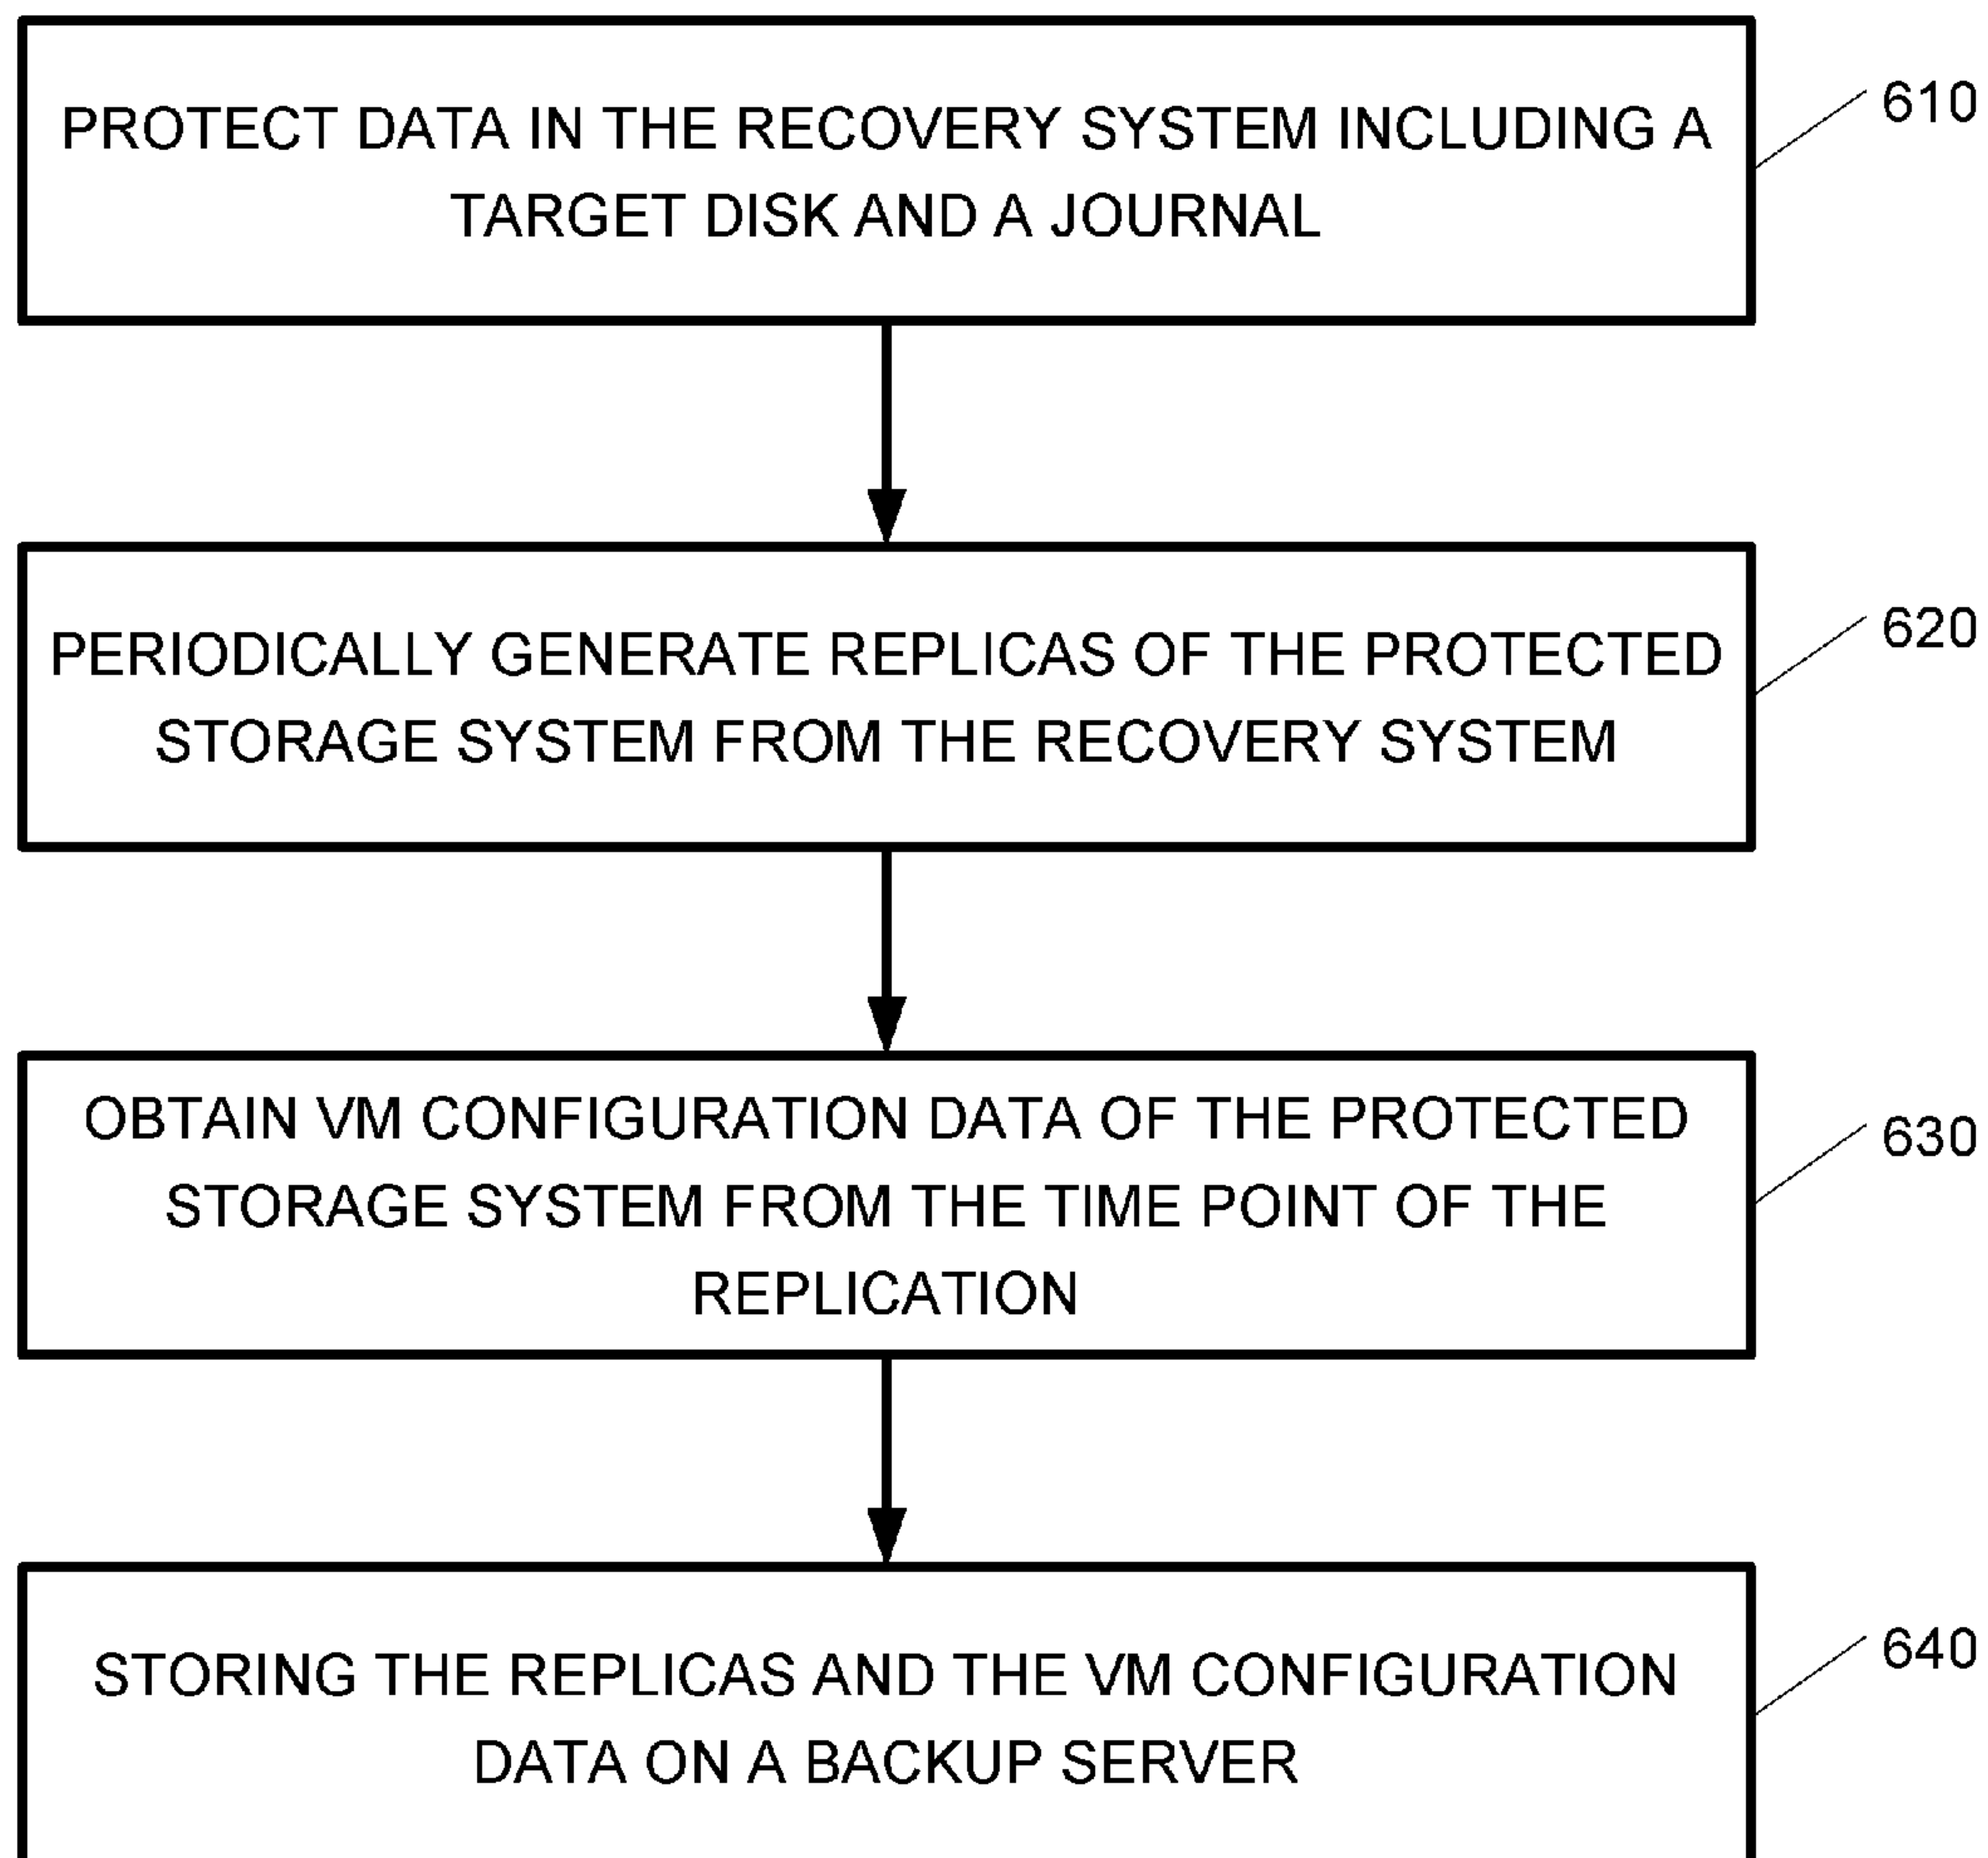 PROTECT DATA IN THE RECOVERY SYSTEM INCLUDING A
TARGET DISK AND A JOURNAL
610
PERIODICALLY GENERATE REPLICAS OF THE PROTECTED
STORAGE SYSTEM FROM THE RECOVERY SYSTEM
620
OBTAIN VM CONFIGURATION DATA OF THE PROTECTED
STORAGE SYSTEM FROM THE TIME POINT OF THE
REPLICATION
630
STORING THE REPLICAS AND THE VM CONFIGURATION
DATA ON A BACKUP SERVER
640